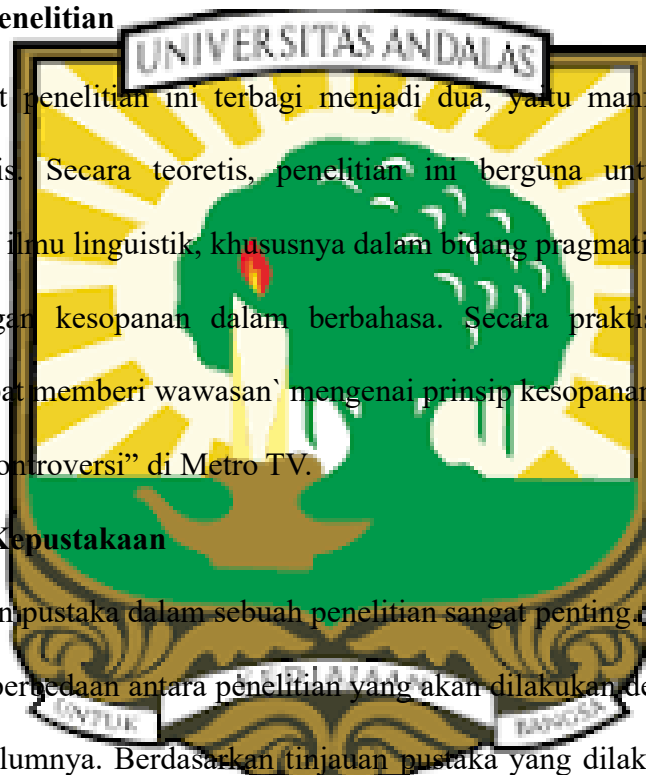 enelitian
UNIVERSITAS ANDALAS
t penelitian ini terbagi menjadi dua, yaitu manf
is. Secara teoretis, penelitian ini berguna unt
ilmu linguistik, khususnya dalam bidang pragmati
gan kesopanan dalam berbahasa. Secara praktis
pat memberi wawasan` mengenai prinsip kesopanan
ontroversi” di Metro TV.
Kepustakaan
n pustaka dalam sebuah penelitian sangat penting.
perbedaan antara penelitian yang akan dilakukan de
KEDJAJAAN
UNTUK
BANGSA
lumnya. Berdasarkan tinjauan pustaka yang dilak